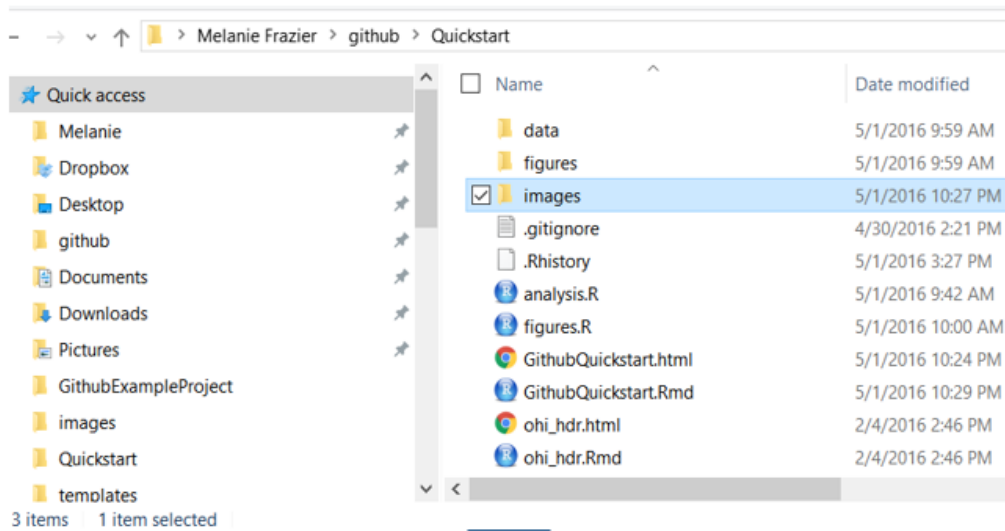 Melanie Frazier > github > Quickstart
Name Date modified
Quick access
Melanie
Dropbox
Desktop
github
Documents
Downloads
Pictures
GithubExampleProject
images
Quickstart
templates
data 5/1/2016 9:59 AM
figures 5/1/2016 9:59 AM
images 5/1/2016 10:27 PM
.gitignore 4/30/2016 2:21 PM
.Rhistory 5/1/2016 3:27 PM
analysis.R 5/1/2016 9:42 AM
figures.R 5/1/2016 10:00 AM
GithubQuickstart.html 5/1/2016 10:24 PM
GithubQuickstart.Rmd 5/1/2016 10:29 PM
ohi_hdr.html 2/4/2016 2:46 PM
ohi_hdr.Rmd 2/4/2016 2:46 PM
3 items 1 item selected